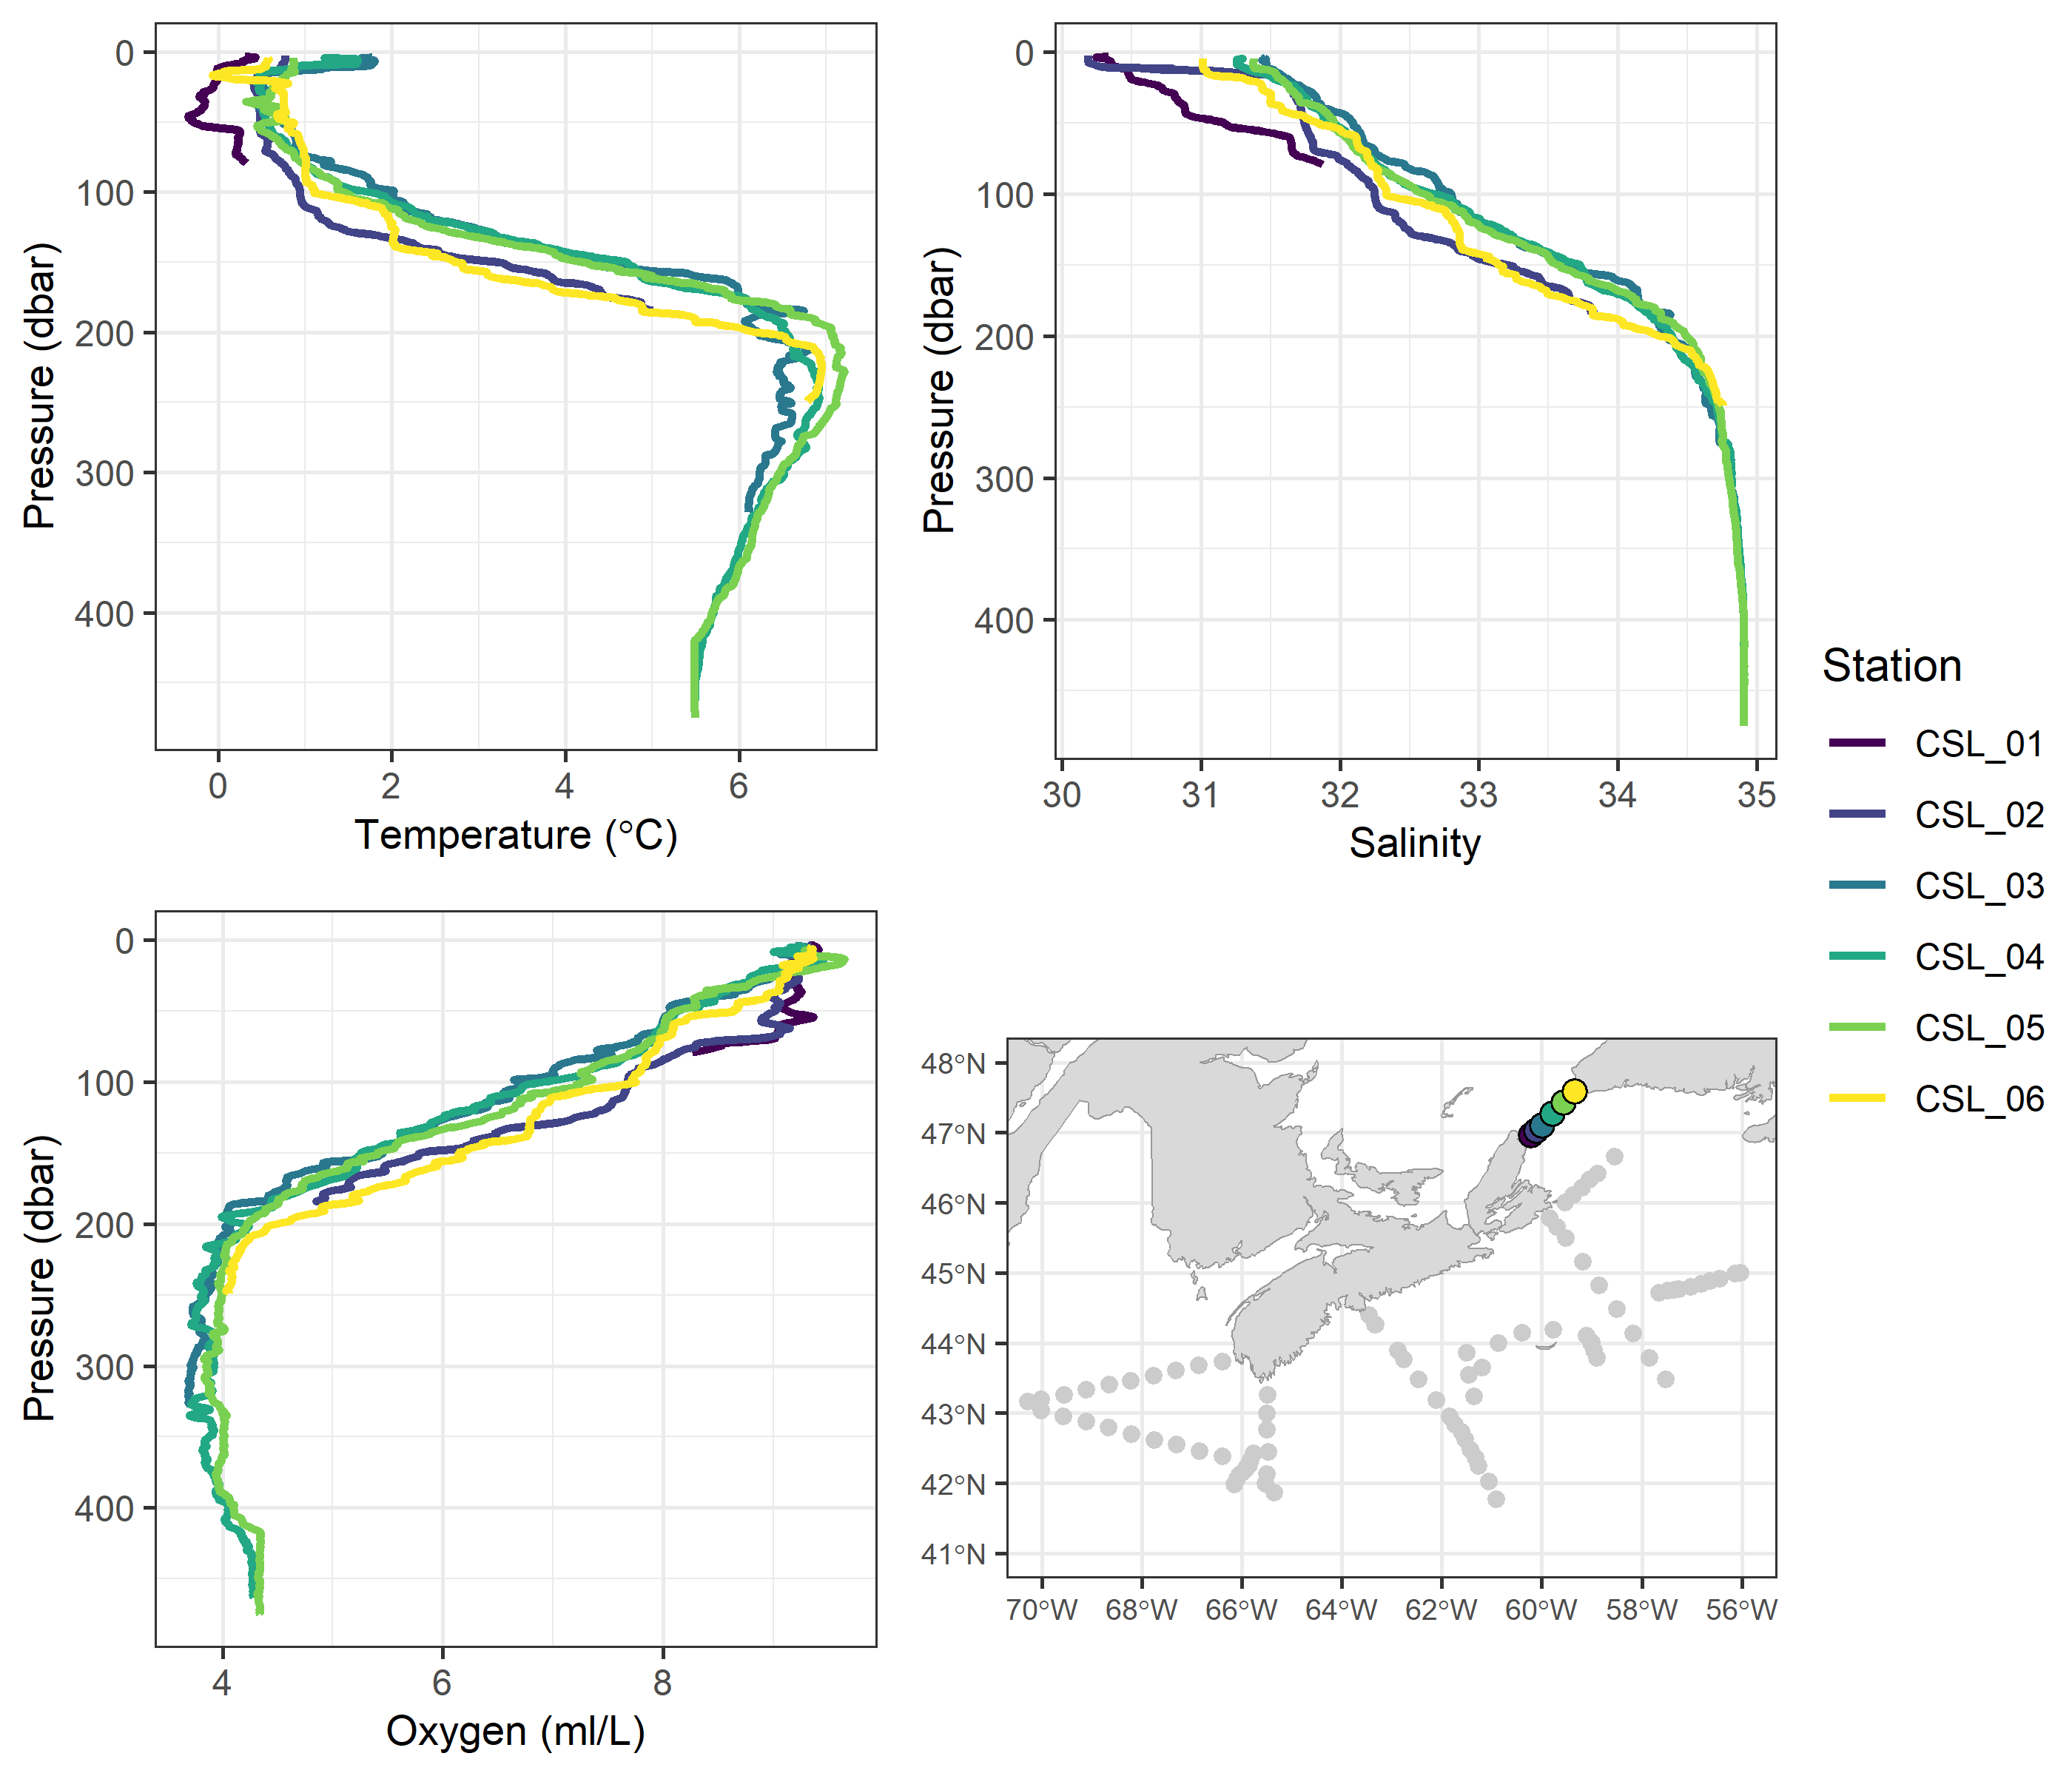 0
100
200
300
400
Pressure (dbar)
0
2
4
6
Temperature (°C)
0
100
200
300
400
Pressure (dbar)
30
31
32
33
34
35
Salinity
Station
CSL_01
CSL_02
CSL_03
CSL_04
CSL_05
CSL_06
0
100
200
300
400
Pressure (dbar)
4
6
8
Oxygen (ml/L)
48°N
47°N
46°N
45°N
44°N
43°N
42°N
41°N
70°W
68°W
66°W
64°W
62°W
60°W
58°W
56°W